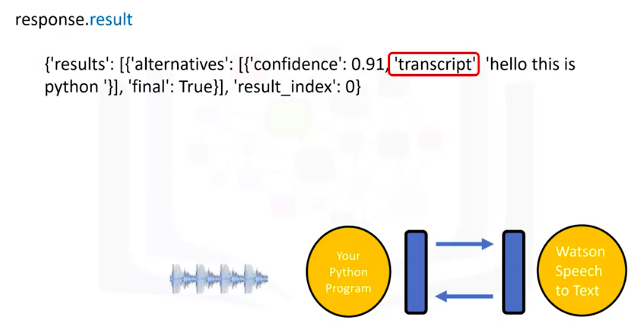 response.result
{'results': [{'alternatives': [{'confidence': 0.91, 'transcript' 'hello this is
python '}], 'final': True}], 'result_index': 0}
Your
Python
Program
Watson
Speech
to Text